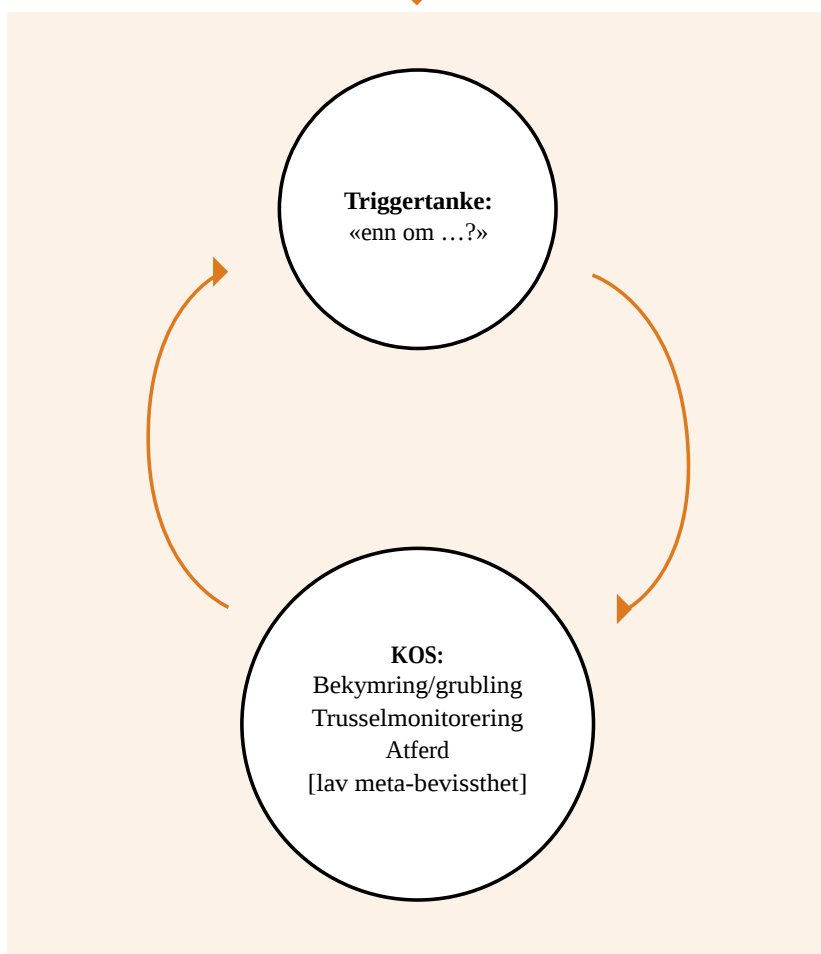 Triggertanke:
«enn om …?»
KOS:
Bekymring/grubling
Trusselmonitorering
Atferd
[lav meta-bevissthet]